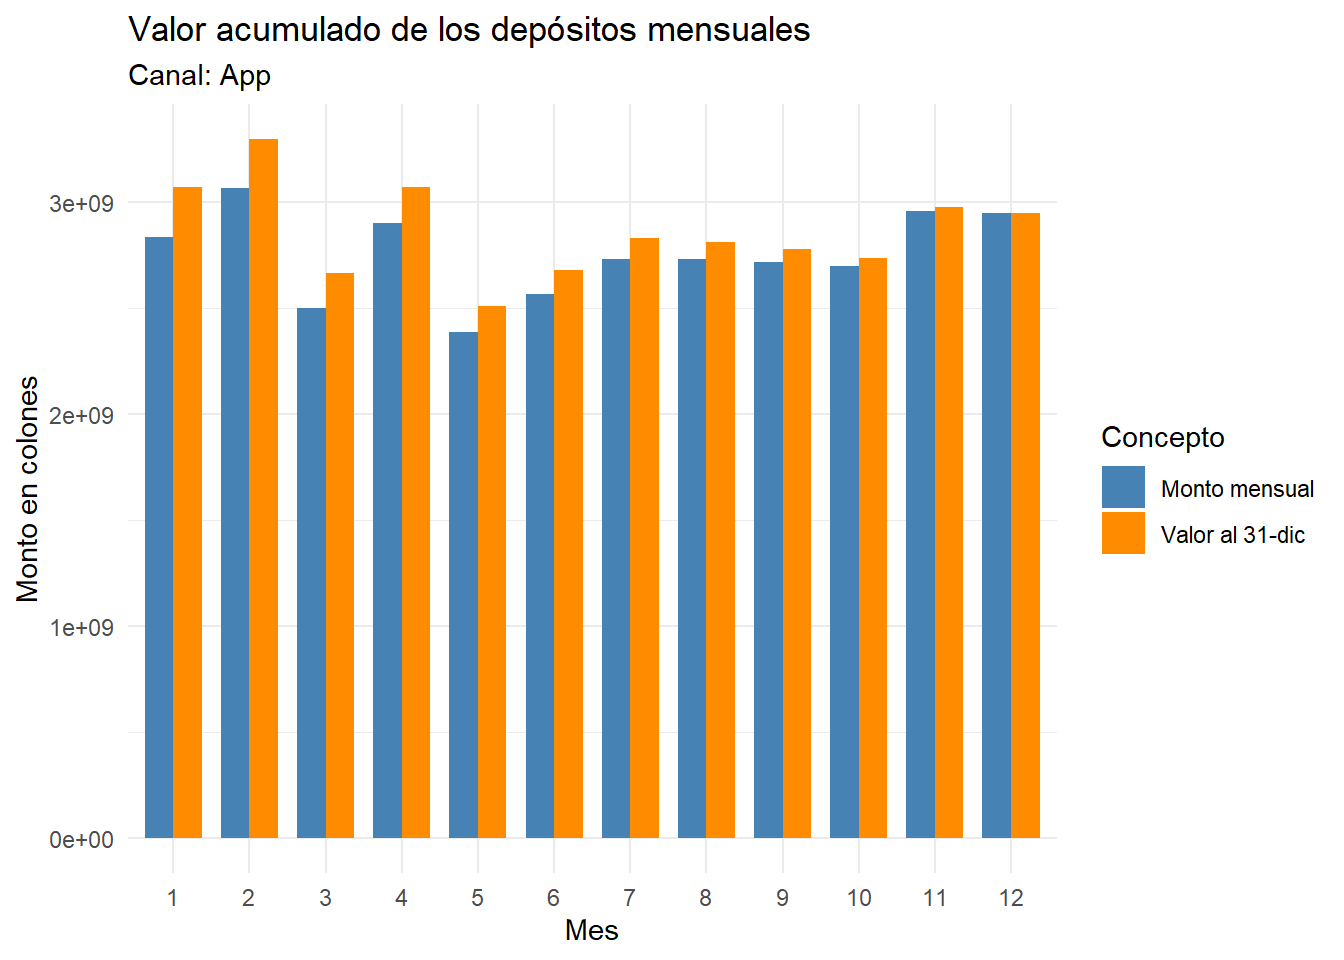 Valor acumulado de los depósitos mensuales
Canal: App
Monto en colones
3e+09
2e+09
1e+09
0e+00
1 2 3 4 5 6 7 8 9 10 11 12
Mes
Concepto
Monto mensual
Valor al 31-dic